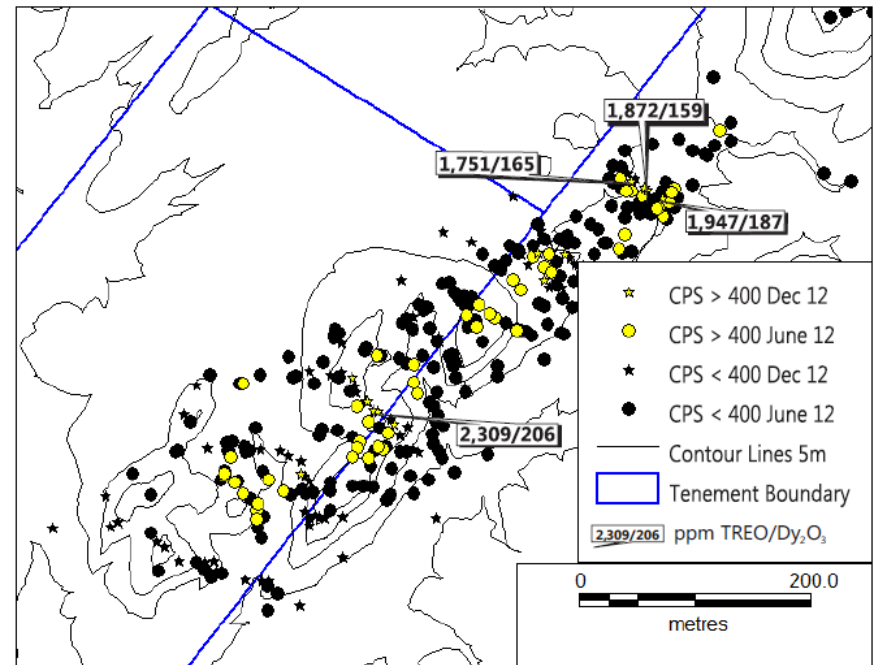 1,872/159
1,751/165
1,947/187
2,309/206
CPS > 400 Dec 12
CPS > 400 June 12
CPS < 400 Dec 12
CPS < 400 June 12
Contour Lines 5m
Tenement Boundary
2,309/206 ppm TREO/Dy₂O₃
0 200.0
metres